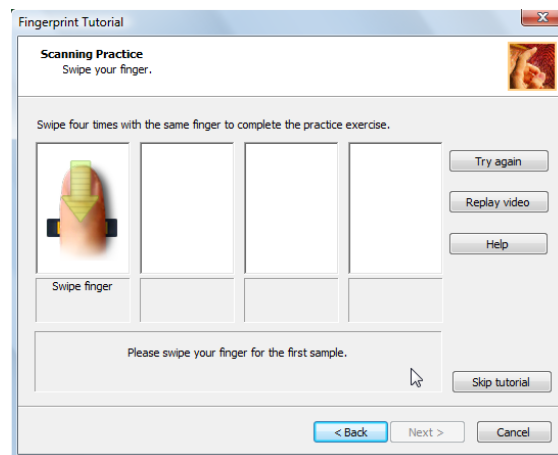 Fingerprint Tutorial
Scanning Practice
Swipe your finger.
Swipe four times with the same finger to complete the practice exercise.
Try again
Replay video
Help
Swipe finger
Please swipe your finger for the first sample.
Skip tutorial
< Back
Next >
Cancel